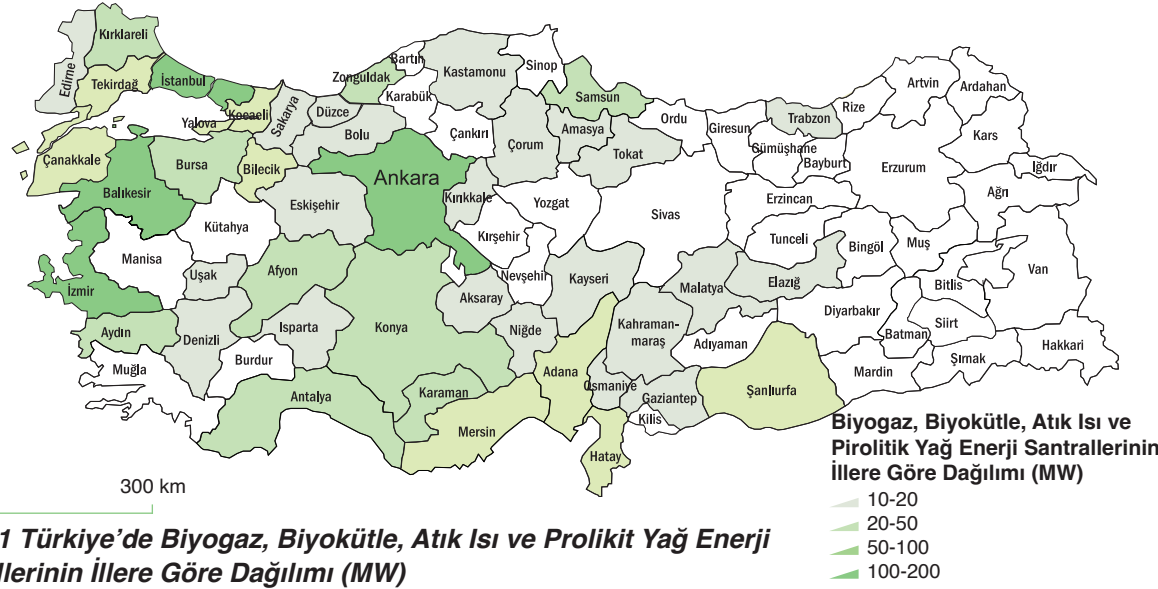 Kırklareli
Edirne
Tekirdağ
İstanbul
Kocaeli
Yalova
Sakarya
Düzce
Zonguldak
Bartın
Karabük
Kastamonu
Sinop
Samsun
Ordu
Giresun
Trabzon
Rize
Artvin
Ardahan
Kars
Iğdır
Ağrı
Erzurum
Bayburt
Gümüşhane
Erzincan
Tunceli
Bingöl
Muş
Bitlis
Van
Hakkari
Şırnak
Siirt
Batman
Mardin
Diyarbakır
Elazığ
Malatya
Adıyaman
Şanlıurfa
Çanakkale
Balıkesir
Bursa
Bilecik
Bolu
Çankırı
Çorum
Amasya
Tokat
Sivas
Yozgat
Kırıkkale
Ankara
Eskişehir
Kütahya
Manisa
Uşak
Afyon
İzmir
Aydın
Denizli
Isparta
Burdur
Muğla
Antalya
Konya
Karaman
Mersin
Aksaray
Kırşehir
Nevşehir
Niğde
Kayseri
Adana
Kahraman-
maraş
Osmaniye
Gaziantep
Kilis
Hatay
Biyogaz, Biyokütle, Atık Isı ve
Pirolitik Yağ Enerji Santrallerinin
İllere Göre Dağılımı (MW)
10-20
20-50
50-100
100-200
300 km
1 Türkiye’de Biyogaz, Biyokütle, Atık Isı ve Prolikit Yağ Enerji
llerinin İllere Göre Dağılımı (MW)